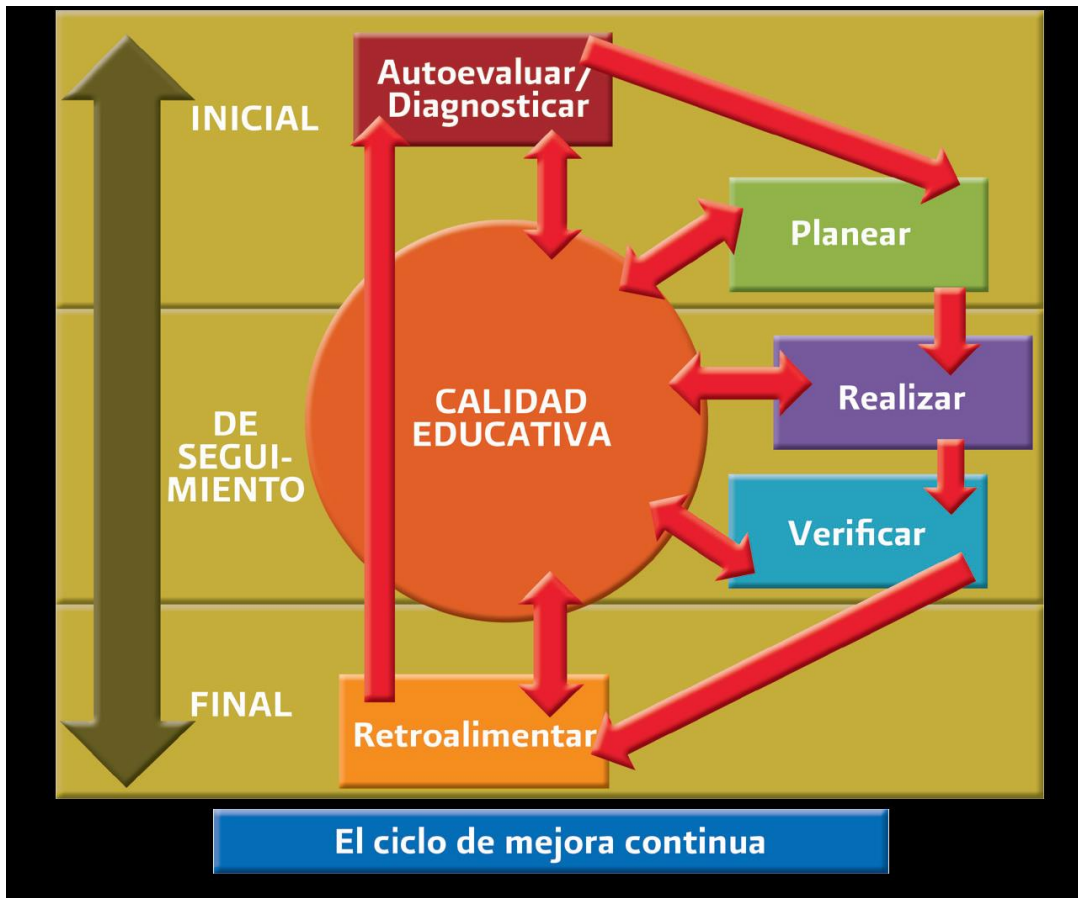 INICIAL
Autoevaluar/
Diagnosticar
Planear
DE
SEGUI-
MIENTO
CALIDAD
EDUCATIVA
Realizar
Verificar
FINAL
Retroalimentar
El ciclo de mejora continua